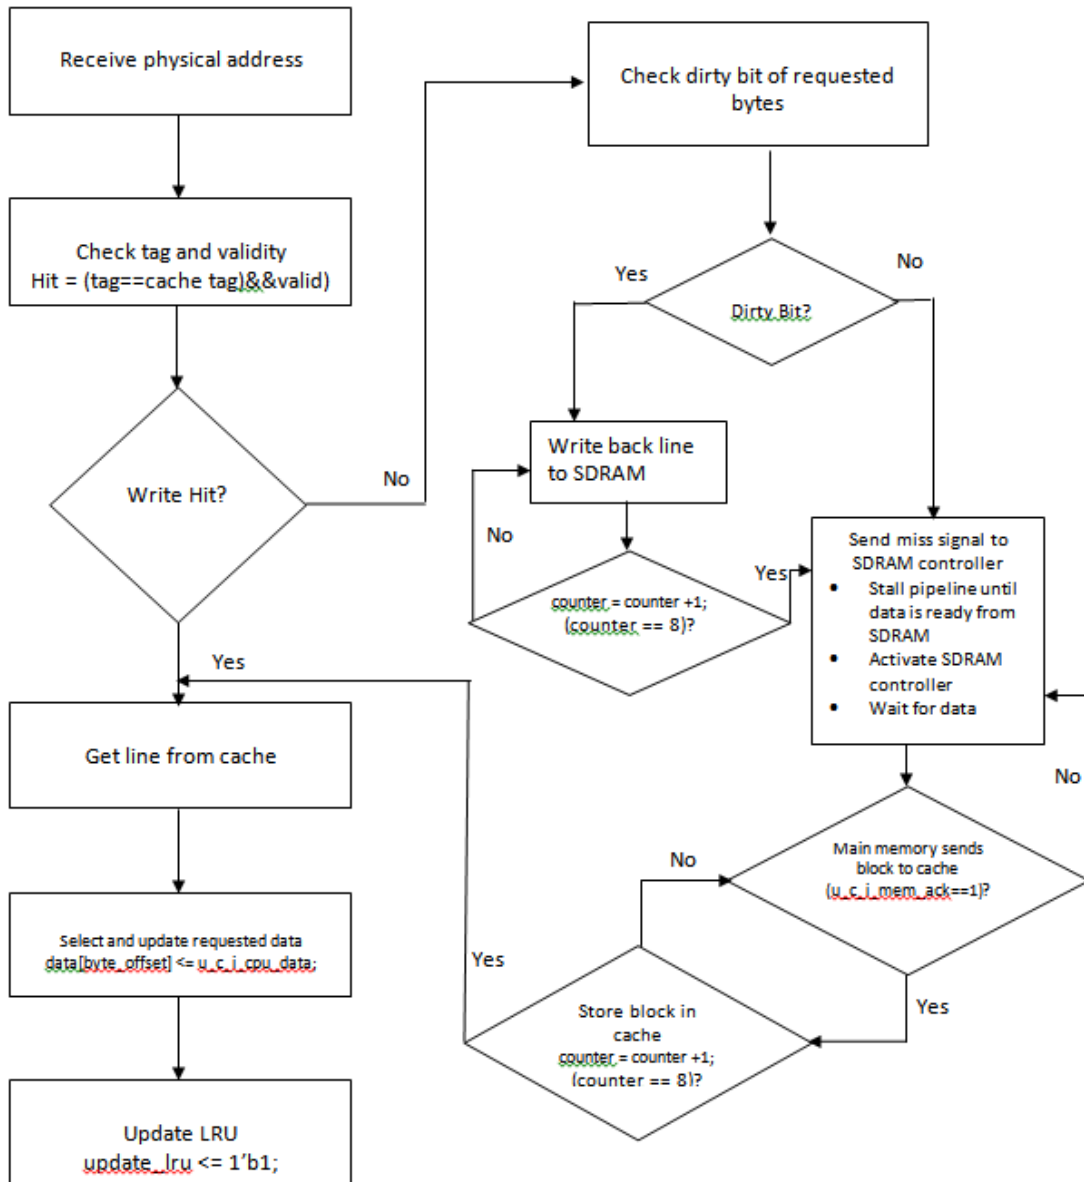 Receive physical address
Check tag and validity
Hit = (tag==cache tag)&&valid)
Write Hit?
No
Yes
Get line from cache
Select and update requested data
data[byte_offset] <= u_c_i_cpu_data;
Update LRU
update_lru <= 1'b1;
Check dirty bit of requested
bytes
Yes
No
Dirty Bit?
Write back line
to SDRAM
No
Yes
counter = counter +1;
(counter == 8)?
Send miss signal to
SDRAM controller
• Stall pipeline until
data is ready from
SDRAM
• Activate SDRAM
controller
• Wait for data
No
Main memory sends
block to cache
(u_c_i_mem_ack==1)?
No
Yes
Yes
Store block in
cache
counter = counter +1;
(counter == 8)?